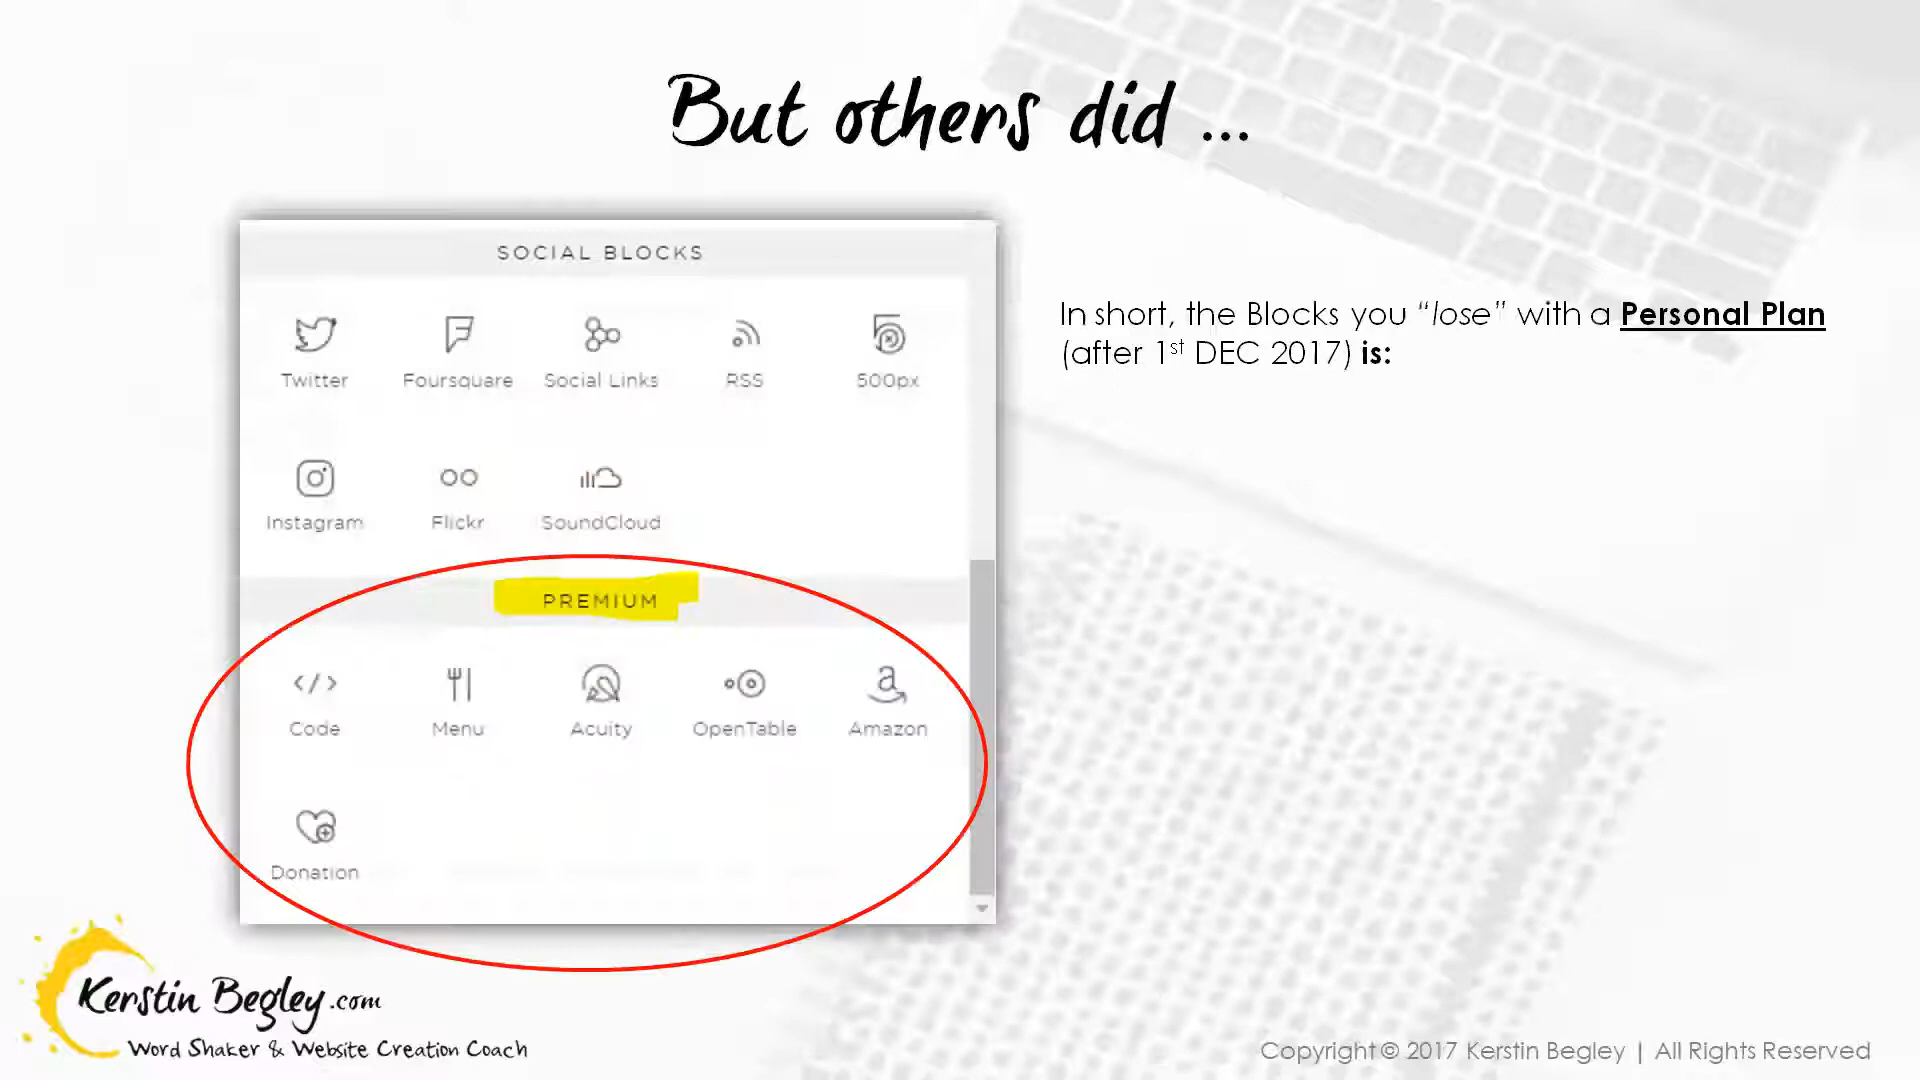 But others did ...
SOCIAL BLOCKS
Twitter Foursquare Social Links RSS 500px
Instagram Flickr SoundCloud
PREMIUM
Code Menu Acuity OpenTable Amazon
Donation
In short, the Blocks you “lose” with a Personal Plan
(after 1st DEC 2017) is:
Kerstin Begley.com
Word Shaker & Website Creation Coach
Copyright © 2017 Kerstin Begley | All Rights Reserved